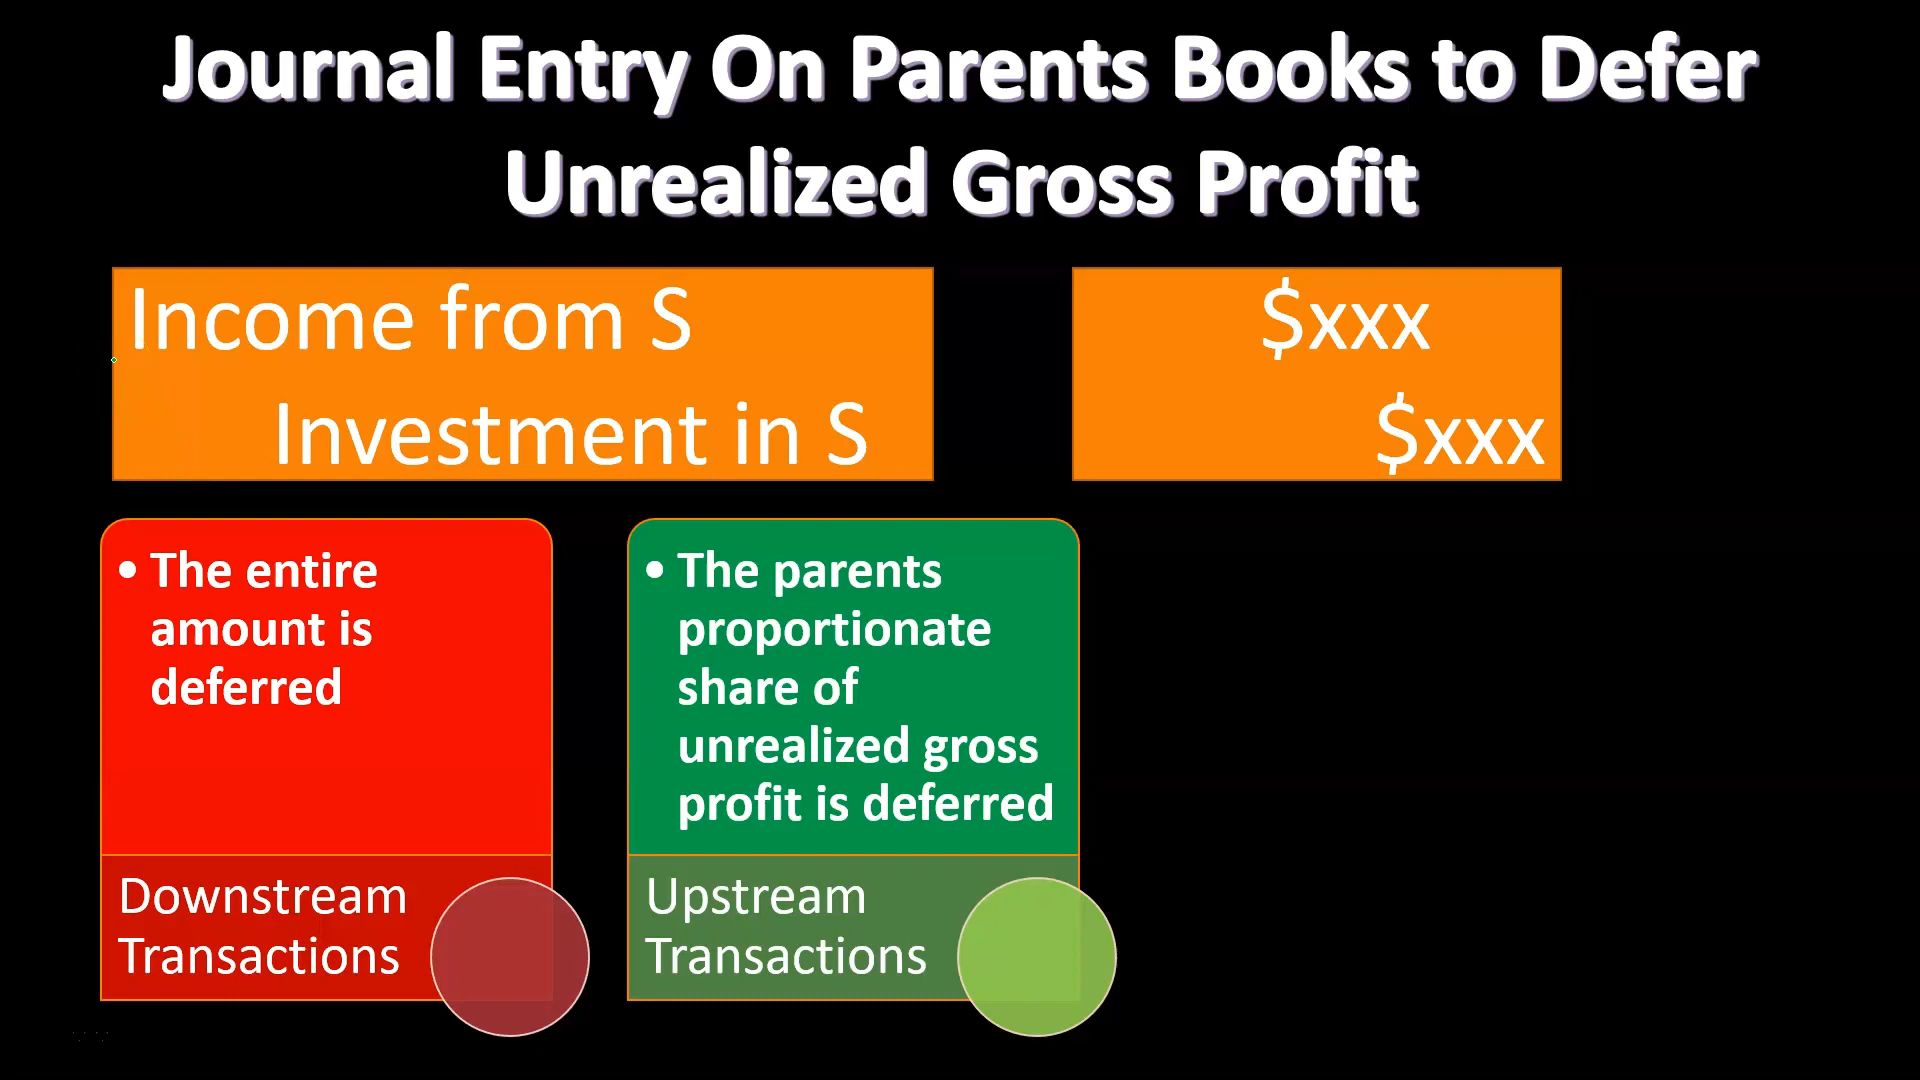 Journal Entry On Parents Books to Defer
Unrealized Gross Profit
Income from S $xxx
Investment in S $xxx
• The entire
amount is
deferred
Downstream
Transactions
• The parents
proportionate
share of
unrealized gross
profit is deferred
Upstream
Transactions